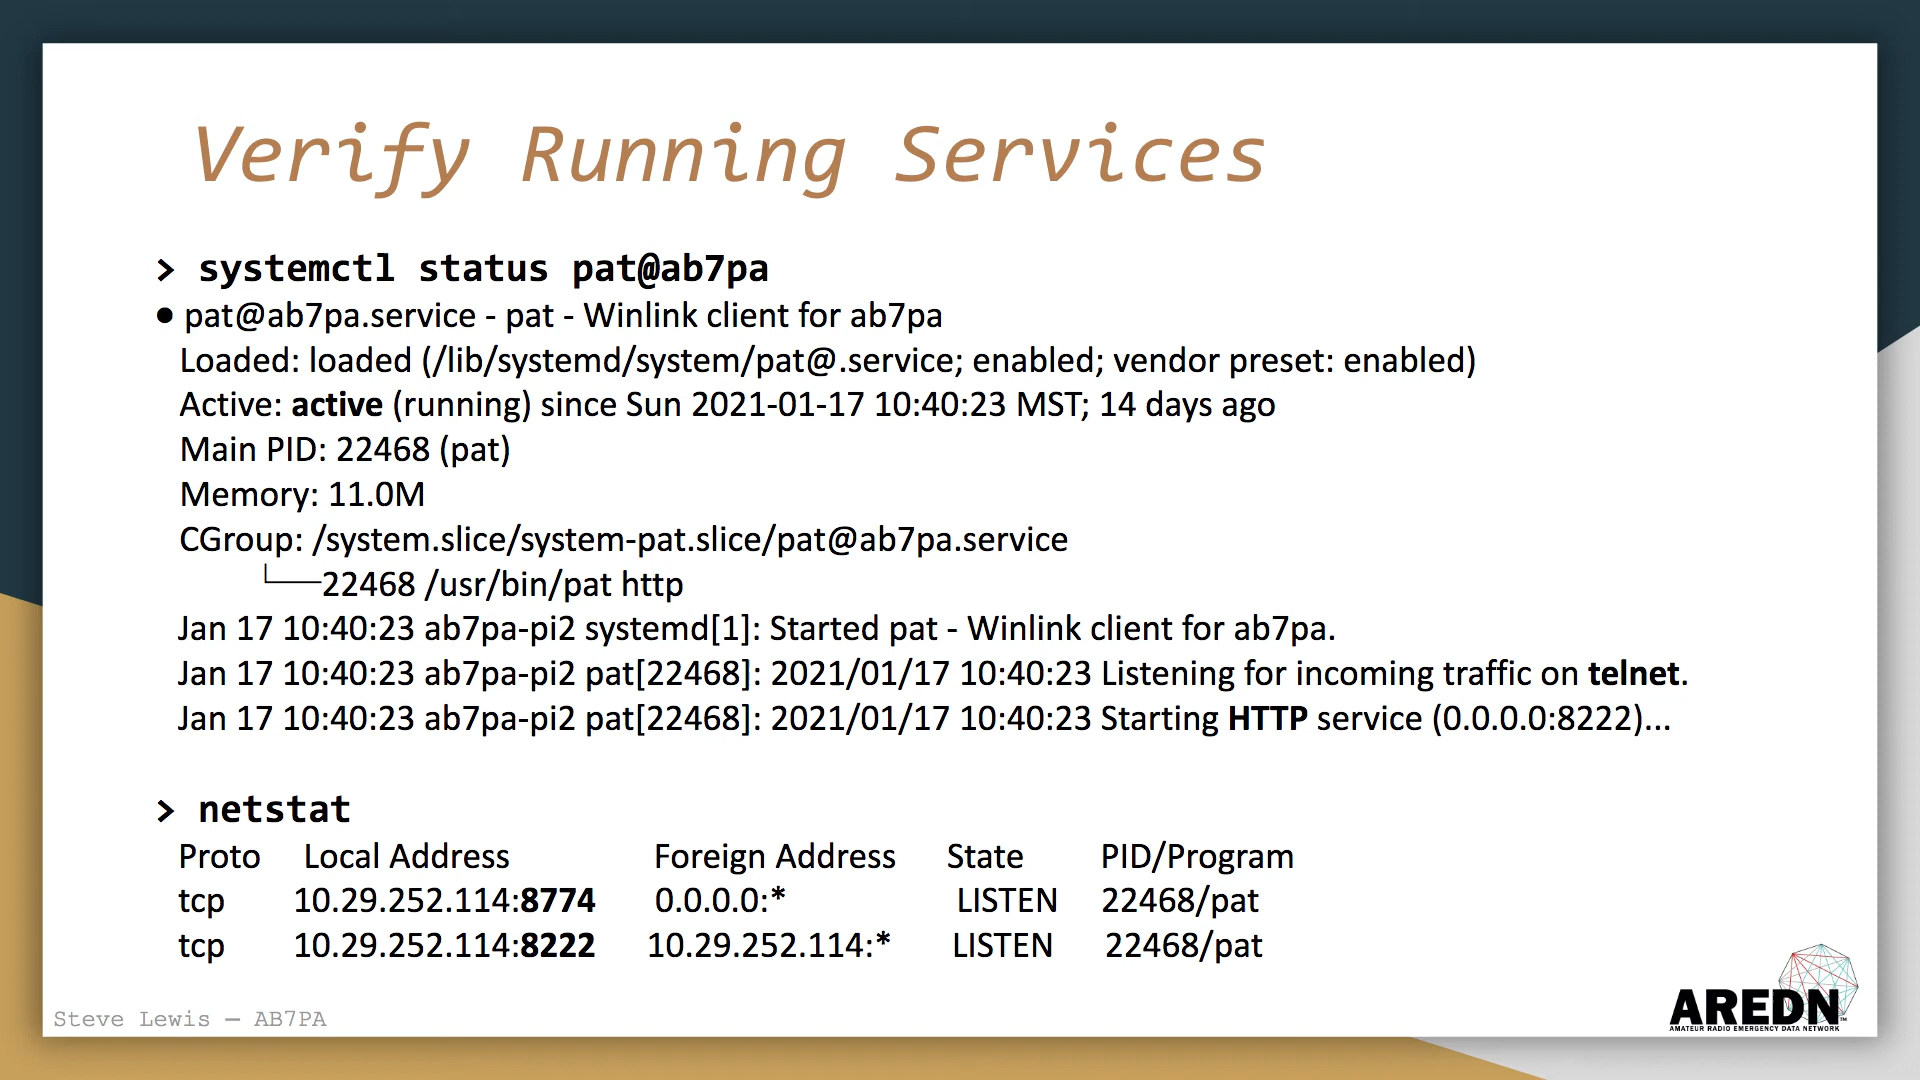 Verify Running Services
> systemctl status pat@ab7pa
● pat@ab7pa.service - pat - Winlink client for ab7pa
Loaded: loaded (/lib/systemd/system/pat@.service; enabled; vendor preset: enabled)
Active: active (running) since Sun 2021-01-17 10:40:23 MST; 14 days ago
Main PID: 22468 (pat)
Memory: 11.0M
CGroup: /system.slice/system-pat.slice/pat@ab7pa.service
└──22468 /usr/bin/pat http
Jan 17 10:40:23 ab7pa-pi2 systemd[1]: Started pat - Winlink client for ab7pa.
Jan 17 10:40:23 ab7pa-pi2 pat[22468]: 2021/01/17 10:40:23 Listening for incoming traffic on telnet.
Jan 17 10:40:23 ab7pa-pi2 pat[22468]: 2021/01/17 10:40:23 Starting HTTP service (0.0.0.0:8222)...
> netstat
Proto Local Address Foreign Address State PID/Program
tcp 10.29.252.114:8774 0.0.0.0:* LISTEN 22468/pat
tcp 10.29.252.114:8222 10.29.252.114:* LISTEN 22468/pat
Steve Lewis — AB7PA
AREDN™
AMATEUR RADIO EMERGENCY DATA NETWORK